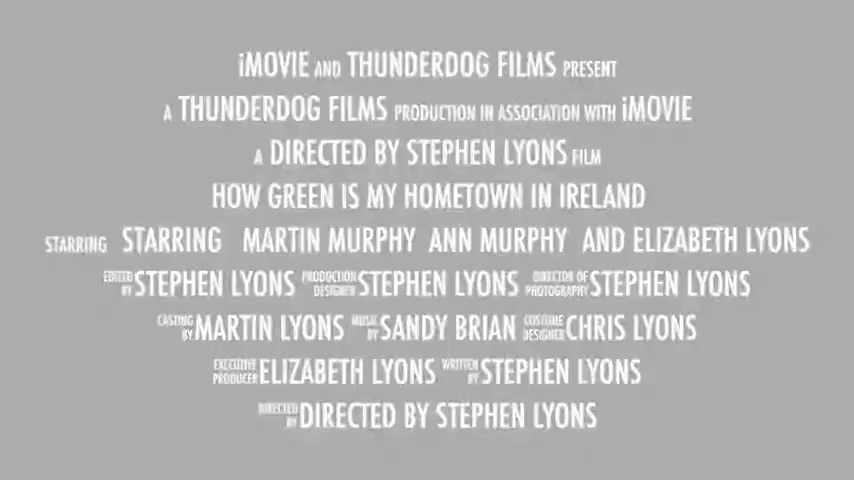 iMOVIE AND THUNDERDOG FILMS PRESENT
A THUNDERDOG FILMS PRODUCTION IN ASSOCIATION WITH iMOVIE
A DIRECTED BY STEPHEN LYONS FILM
HOW GREEN IS MY HOMETOWN IN IRELAND
STARRING STARRING MARTIN MURPHY ANN MURPHY AND ELIZABETH LYONS
EDITED BY STEPHEN LYONS PRODUCTION DESIGNER STEPHEN LYONS DIRECTOR OF PHOTOGRAPHY STEPHEN LYONS
CASTING BY MARTIN LYONS MUSIC BY SANDY BRIAN COSTUME DESIGNER CHRIS LYONS
EXECUTIVE PRODUCER ELIZABETH LYONS WRITTEN BY STEPHEN LYONS
DIRECTED BY DIRECTED BY STEPHEN LYONS